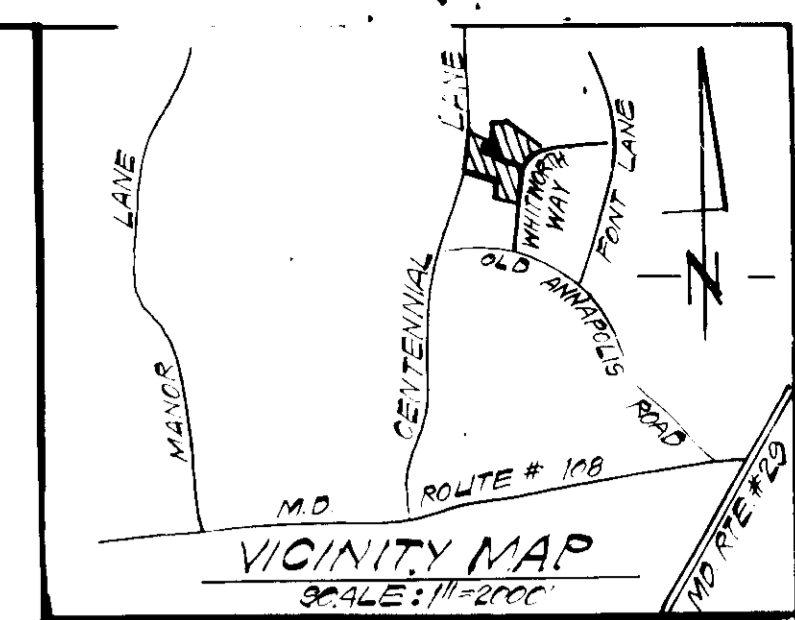 LANE
MANOR
CENTENNIAL
LANE
WHITWORTH
WAY
FONT LANE
OLD ANNAPOLIS
ROAD
N
M.D. ROUTE # 108
MD RTE #29
VICINITY MAP
SCALE: 1"=2000'